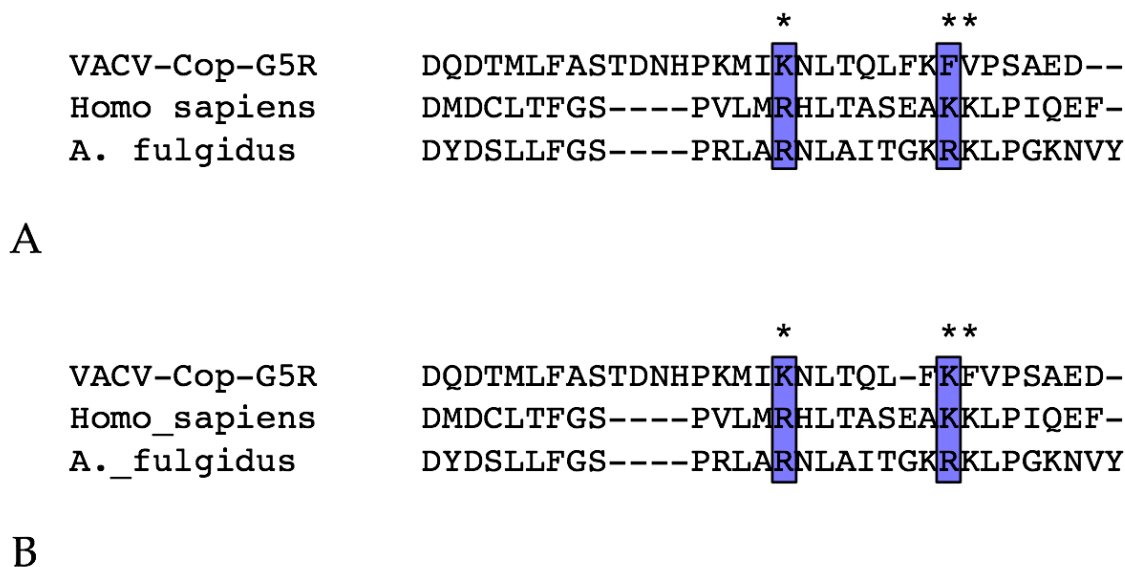 * **
VACV-Cop-G5R DQDTMLFASTDNHPKMIKNLTQLFKFVPSAED--
Homo sapiens DMDCLTFGS----PVLMRHLTASEAKKLPIQEF-
A. fulgidus DYDSLLFGS----PRLARNLAITGKRKLPGKNVY
A
* **
VACV-Cop-G5R DQDTMLFASTDNHPKMIKNLTQL-FKFVPSAED-
Homo_sapiens DMDCLTFGS----PVLMRHLTASEAKKLPIQEF-
A._fulgidus DYDSLLFGS----PRLARNLAITGKRKLPGKNVY
B